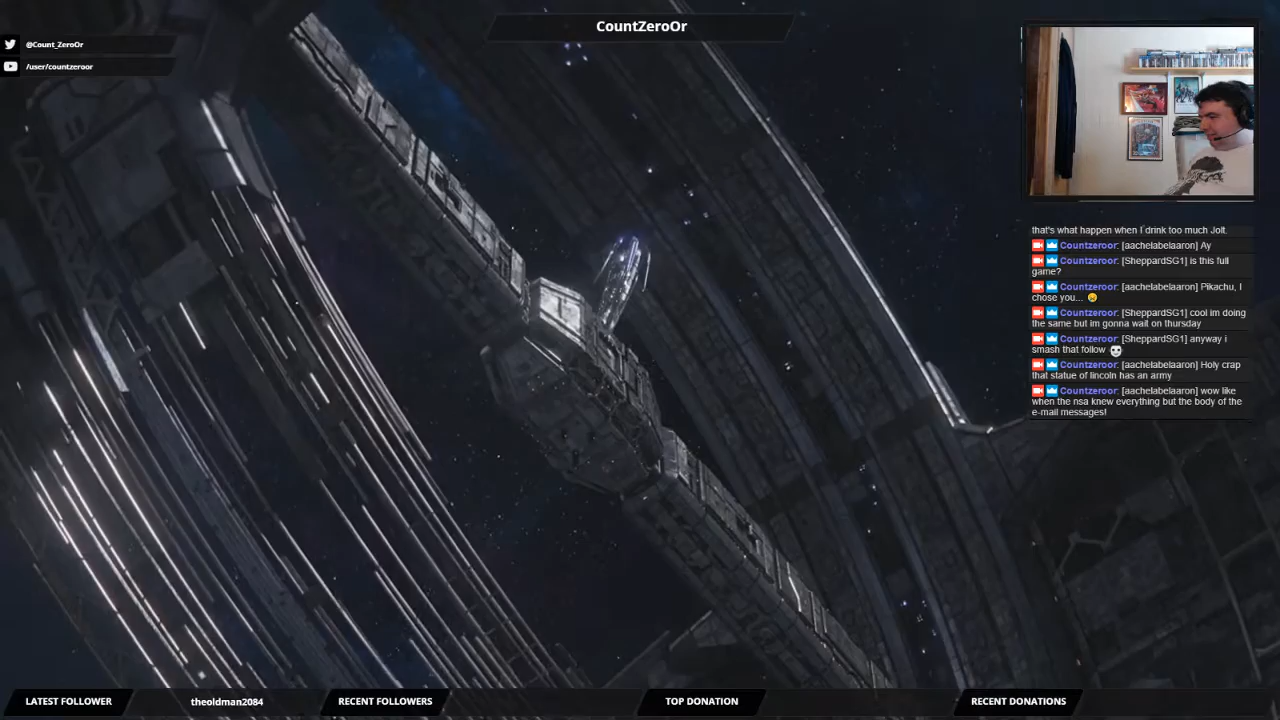 CountZeroOr
@Count_ZeroOr
/user/countzeroor
that's what happen when I drink too much Jolt.
Countzeroor: [aachelabelaaron] Ay
Countzeroor: [SheppardSG1] is this full
game?
Countzeroor: [aachelabelaaron] Pikachu, I
chose you...
Countzeroor: [SheppardSG1] cool im doing
the same but im gonna wait on thursday
Countzeroor: [SheppardSG1] anyway i
smash that follow
Countzeroor: [aachelabelaaron] Holy crap
that statue of lincoln has an army
Countzeroor: [aachelabelaaron] wow like
when the nsa knew everything but the body of the
e-mail messages!
LATEST FOLLOWER
theoldman2084
RECENT FOLLOWERS
TOP DONATION
RECENT DONATIONS